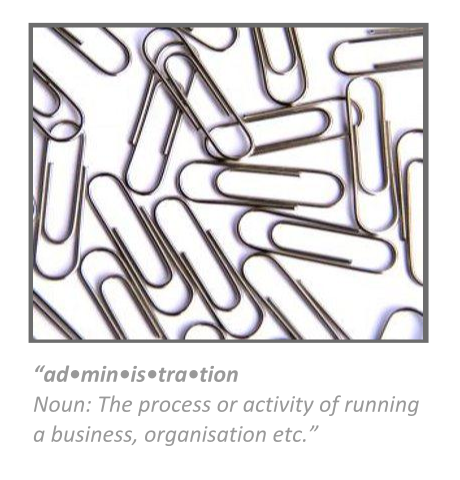 “ad•min•is•tra•tion
Noun: The process or activity of running
a business, organisation etc.”